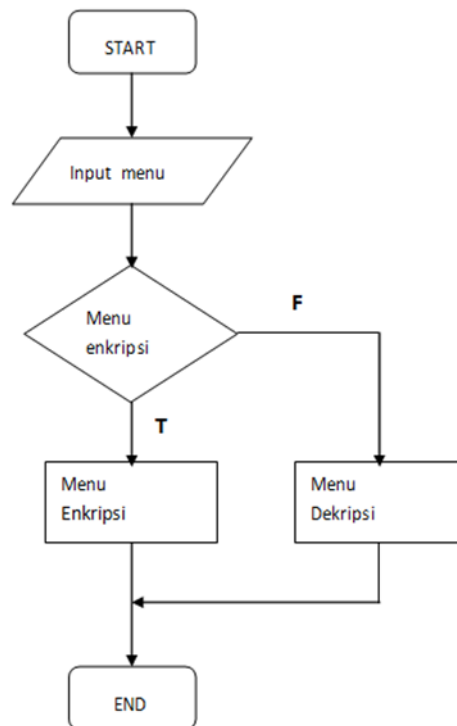 START
Input menu
Menu
enkripsi
F
T
Menu
Enkripsi
Menu
Dekripsi
END